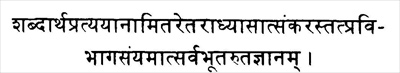 शब्दार्थप्रत्ययानामितरेतराध्यासात्संकरस्तत्प्रवि-
भागसंयमात्सर्वभूतरुतज्ञानम् ।